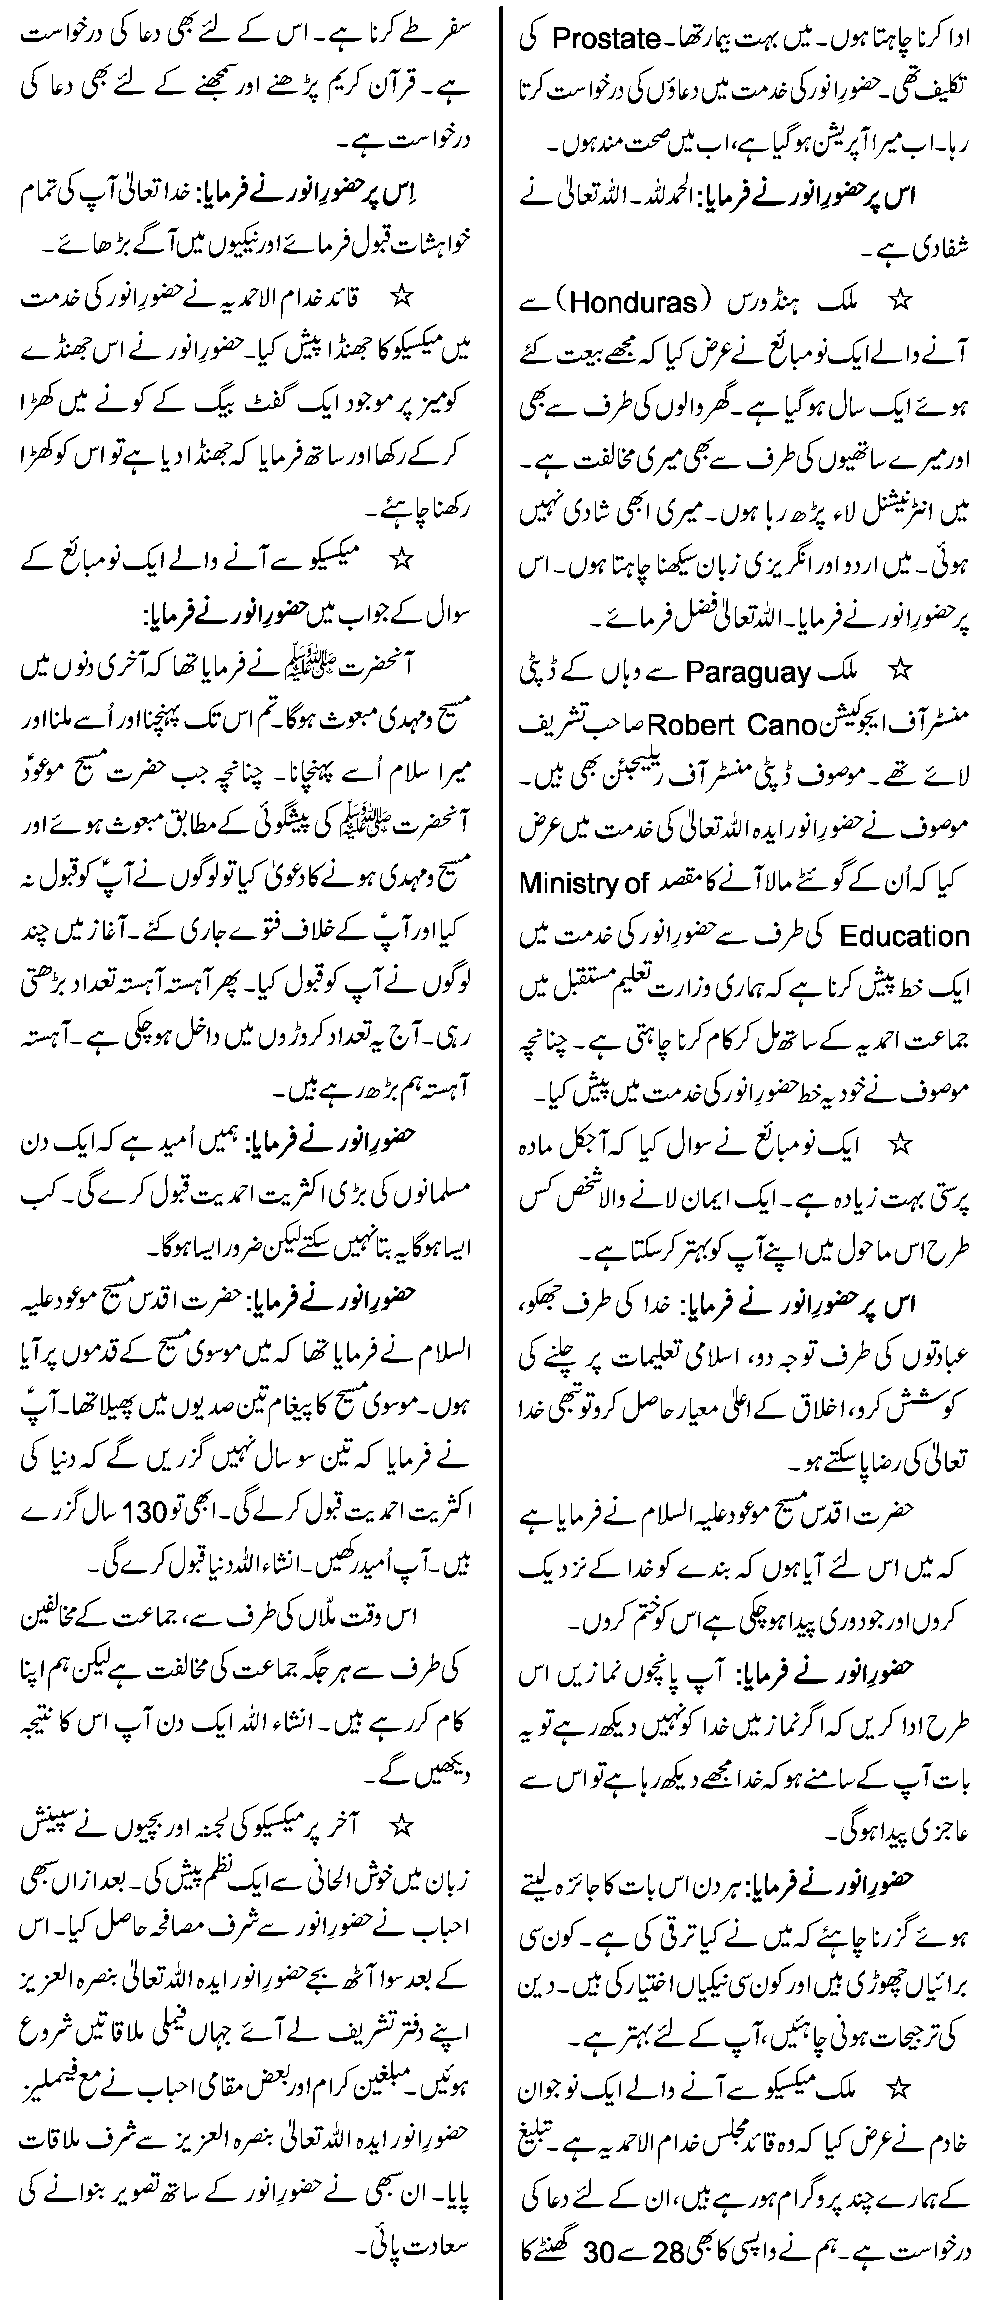 ادا کرنا چاہتا ہوں۔ میں بہت بیمار تھا۔ Prostate کی
تکلیف تھی۔ حضورِانور کی خدمت میں دعاؤں کی درخواست کرتا
رہا۔ اب میرا آپریشن ہو گیا ہے، اب میں صحت مند ہوں۔
اس پر حضورِانور نے فرمایا: الحمدللہ۔ اللہ تعالیٰ نے
شفا دی ہے۔
☆ ملک ہنڈورس (Honduras) سے
آنے والے ایک نومبائع نے عرض کیا کہ مجھے بیعت کئے
ہوئے ایک سال ہو گیا ہے۔ گھر والوں کی طرف سے بھی
اور میرے ساتھیوں کی طرف سے بھی میری مخالفت ہے۔
میں انٹرنیشنل لاء پڑھ رہا ہوں۔ میری ابھی شادی نہیں
ہوئی۔ میں اردو اور انگریزی زبان سیکھنا چاہتا ہوں۔ اس
پر حضورِانور نے فرمایا۔ اللہ تعالیٰ فضل فرمائے۔
☆ ملک Paraguay سے وہاں کے ڈپٹی
منسٹر آف ایجوکیشن Robert Cano صاحب تشریف
لائے تھے۔ موصوف ڈپٹی منسٹر آف ریلیجئن بھی ہیں۔
موصوف نے حضورِانور ایدہ اللہ تعالیٰ کی خدمت میں عرض
کیا کہ اُن کے گوئٹے مالا آنے کا مقصد Ministry of
Education کی طرف سے حضورِانور کی خدمت میں
ایک خط پیش کرنا ہے کہ ہماری وزارت تعلیم مستقبل میں
جماعت احمدیہ کے ساتھ مل کر کام کرنا چاہتی ہے۔ چنانچہ
موصوف نے خود یہ خط حضورِانور کی خدمت میں پیش کیا۔
☆ ایک نومبائع نے سوال کیا کہ آجکل مادہ
پرستی بہت زیادہ ہے۔ ایک ایمان لانے والا شخص کس
طرح اس ماحول میں اپنے آپ کو بہتر کر سکتا ہے۔
اس پر حضورِانور نے فرمایا: خدا کی طرف جھکو،
عبادتوں کی طرف توجہ دو، اسلامی تعلیمات پر چلنے کی
کوشش کرو، اخلاق کے اعلیٰ معیار حاصل کرو تو تبھی خدا
تعالیٰ کی رضا پا سکتے ہو۔
حضرت اقدس مسیح موعود علیہ السلام نے فرمایا ہے
کہ میں اس لئے آیا ہوں کہ بندے کو خدا کے نزدیک
کروں اور جو دوری پیدا ہو چکی ہے اس کو ختم کروں۔
حضورِانور نے فرمایا: آپ پانچوں نمازیں اس
طرح ادا کریں کہ اگر نماز میں خدا کو نہیں دیکھ رہے تو یہ
بات آپ کے سامنے ہو کہ خدا مجھے دیکھ رہا ہے تو اس سے
عاجزی پیدا ہوگی۔
حضورِانور نے فرمایا: ہر دن اس بات کا جائزہ لیتے
ہوئے گزرنا چاہئے کہ میں نے کیا ترقی کی ہے۔ کون سی
برائیاں چھوڑی ہیں اور کون سی نیکیاں اختیار کی ہیں۔ دین
کی ترجیحات ہونی چاہئیں، آپ کے لئے بہتر ہے۔
☆ ملک میکسیکو سے آنے والے ایک نوجوان
خادم نے عرض کیا کہ وہ قائد مجلس خدام الاحمدیہ ہے۔ تبلیغ
کے ہمارے چند پروگرام ہو رہے ہیں، ان کے لئے دعا کی
درخواست ہے۔ ہم نے واپسی کا بھی 28 سے 30 گھنٹے کا
سفر طے کرنا ہے۔ اس کے لئے بھی دعا کی درخواست
ہے۔ قرآن کریم پڑھنے اور سمجھنے کے لئے بھی دعا کی
درخواست ہے۔
اِس پر حضورِانور نے فرمایا: خدا تعالیٰ آپ کی تمام
خواہشات قبول فرمائے اور نیکیوں میں آگے بڑھائے۔
☆ قائد خدام الاحمدیہ نے حضورِانور کی خدمت
میں میکسیکو کا جھنڈا پیش کیا۔ حضورِانور نے اس جھنڈے
کو میز پر موجود ایک گفٹ بیگ کے کونے میں کھڑا
کر کے رکھا اور ساتھ فرمایا کہ جھنڈا دیا ہے تو اس کو کھڑا
رکھنا چاہئے۔
☆ میکسیکو سے آنے والے ایک نومبائع کے
سوال کے جواب میں حضورِانور نے فرمایا:
آنحضرت ﷺ نے فرمایا تھا کہ آخری دنوں میں
مسیح ومہدی مبعوث ہوگا۔ تم اس تک پہنچنا اور اُسے ملنا اور
میرا سلام اُسے پہنچانا۔ چنانچہ جب حضرت مسیح موعودؑ
آنحضرت ﷺ کی پیشگوئی کے مطابق مبعوث ہوئے اور
مسیح ومہدی ہونے کا دعویٰ کیا تو لوگوں نے آپؑ کو قبول نہ
کیا اور آپؑ کے خلاف فتوے جاری کئے۔ آغاز میں چند
لوگوں نے آپ کو قبول کیا۔ پھر آہستہ آہستہ تعداد بڑھتی
رہی۔ آج یہ تعداد کروڑوں میں داخل ہو چکی ہے۔ آہستہ
آہستہ ہم بڑھ رہے ہیں۔
حضورِانور نے فرمایا: ہمیں اُمید ہے کہ ایک دن
مسلمانوں کی بڑی اکثریت احمدیت قبول کرے گی۔ کب
ایسا ہوگا یہ بتا نہیں سکتے لیکن ضرور ایسا ہوگا۔
حضورِانور نے فرمایا: حضرت اقدس مسیح موعود علیہ
السلام نے فرمایا تھا کہ میں موسوی مسیح کے قدموں پر آیا
ہوں۔ موسوی مسیح کا پیغام تین صدیوں میں پھیلا تھا۔ آپؑ
نے فرمایا کہ تین سو سال نہیں گزریں گے کہ دنیا کی
اکثریت احمدیت قبول کر لے گی۔ ابھی تو 130 سال گزرے
ہیں۔ آپ اُمید رکھیں۔ انشاء اللہ دنیا قبول کرے گی۔
اس وقت ملّاں کی طرف سے، جماعت کے مخالفین
کی طرف سے ہر جگہ جماعت کی مخالفت ہے لیکن ہم اپنا
کام کر رہے ہیں۔ انشاء اللہ ایک دن آپ اس کا نتیجہ
دیکھیں گے۔
☆ آخر پر میکسیکو کی لجنہ اور بچیوں نے سپینش
زبان میں خوش الحانی سے ایک نظم پیش کی۔ بعد ازاں سبھی
احباب نے حضورِانور سے شرف مصافحہ حاصل کیا۔ اس
کے بعد سوا آٹھ بجے حضورِانور ایدہ اللہ تعالیٰ بنصرہ العزیز
اپنے دفتر تشریف لے آئے جہاں فیملی ملاقاتیں شروع
ہوئیں۔ مبلغین کرام اور بعض مقامی احباب نے مع فیملیز
حضورِانور ایدہ اللہ تعالیٰ بنصرہ العزیز سے شرف ملاقات
پایا۔ ان سبھی نے حضورِانور کے ساتھ تصویر بنوانے کی
سعادت پائی۔